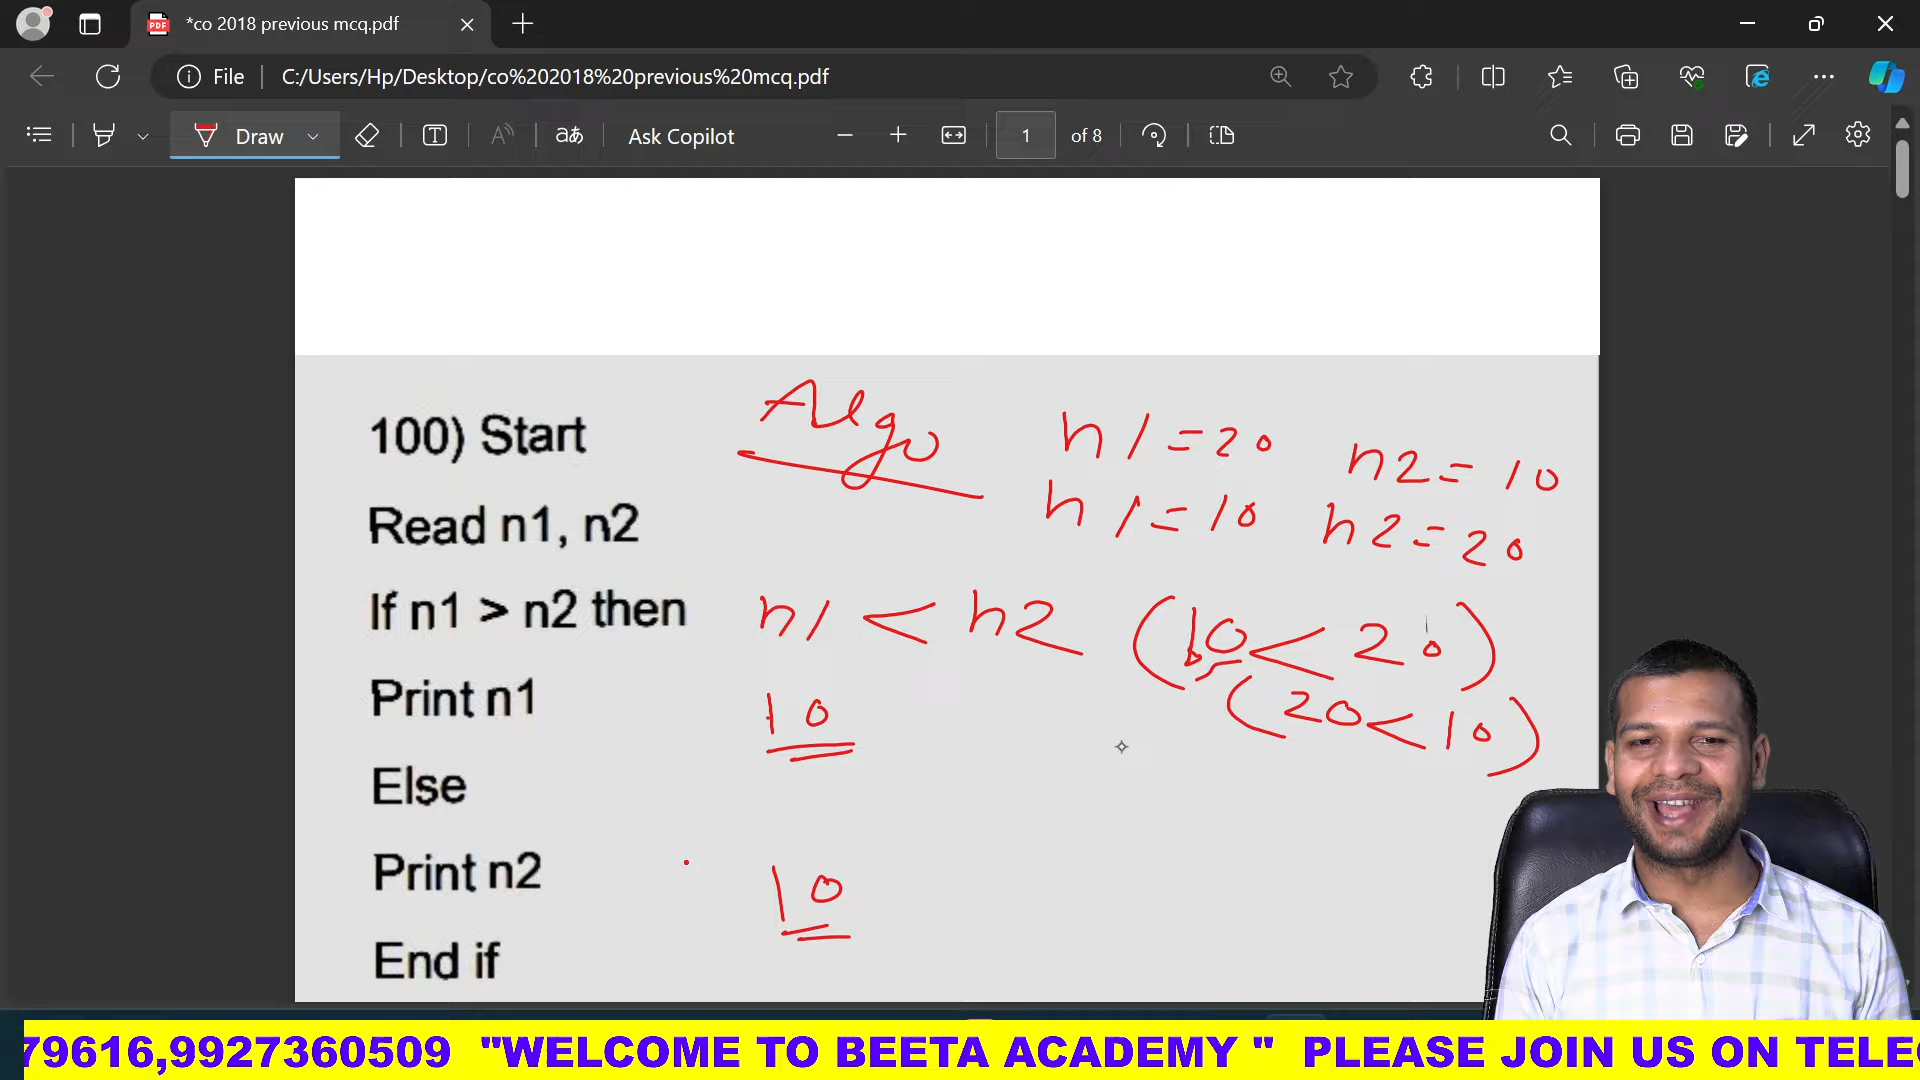 *co 2018 previous mcq.pdf
File C:/Users/Hp/Desktop/co%202018%20previous%20mcq.pdf
Draw Ask Copilot 1 of 8
Algo
n1=20 n2=10
n1=10 n2=20
100) Start
Read n1, n2
If n1 > n2 then n1 < n2 (10<20)
(20<10)
Print n1 10
Else
Print n2 10
End if
79616,9927360509 "WELCOME TO BEETA ACADEMY " PLEASE JOIN US ON TELE